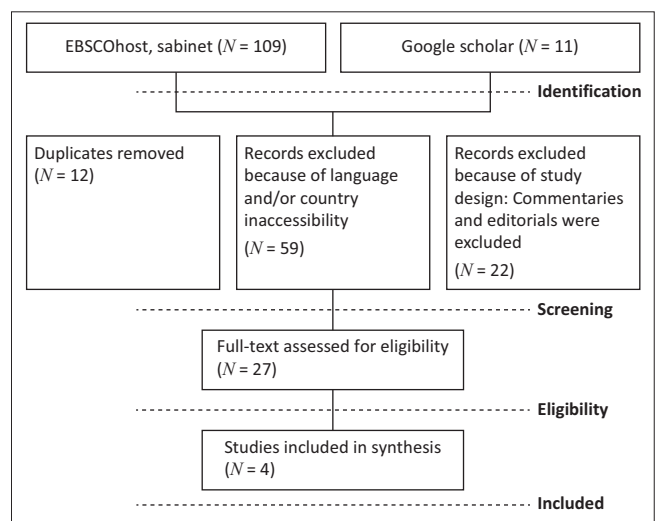 EBSCOhost, sabinet (N = 109)
Google scholar (N = 11)
Identification
Duplicates removed
(N = 12)
Records excluded
because of language
and/or country
inaccessibility
(N = 59)
Records excluded
because of study
design: Commentaries
and editorials were
excluded
(N = 22)
Screening
Full-text assessed for eligibility
(N = 27)
Eligibility
Studies included in synthesis
(N = 4)
Included